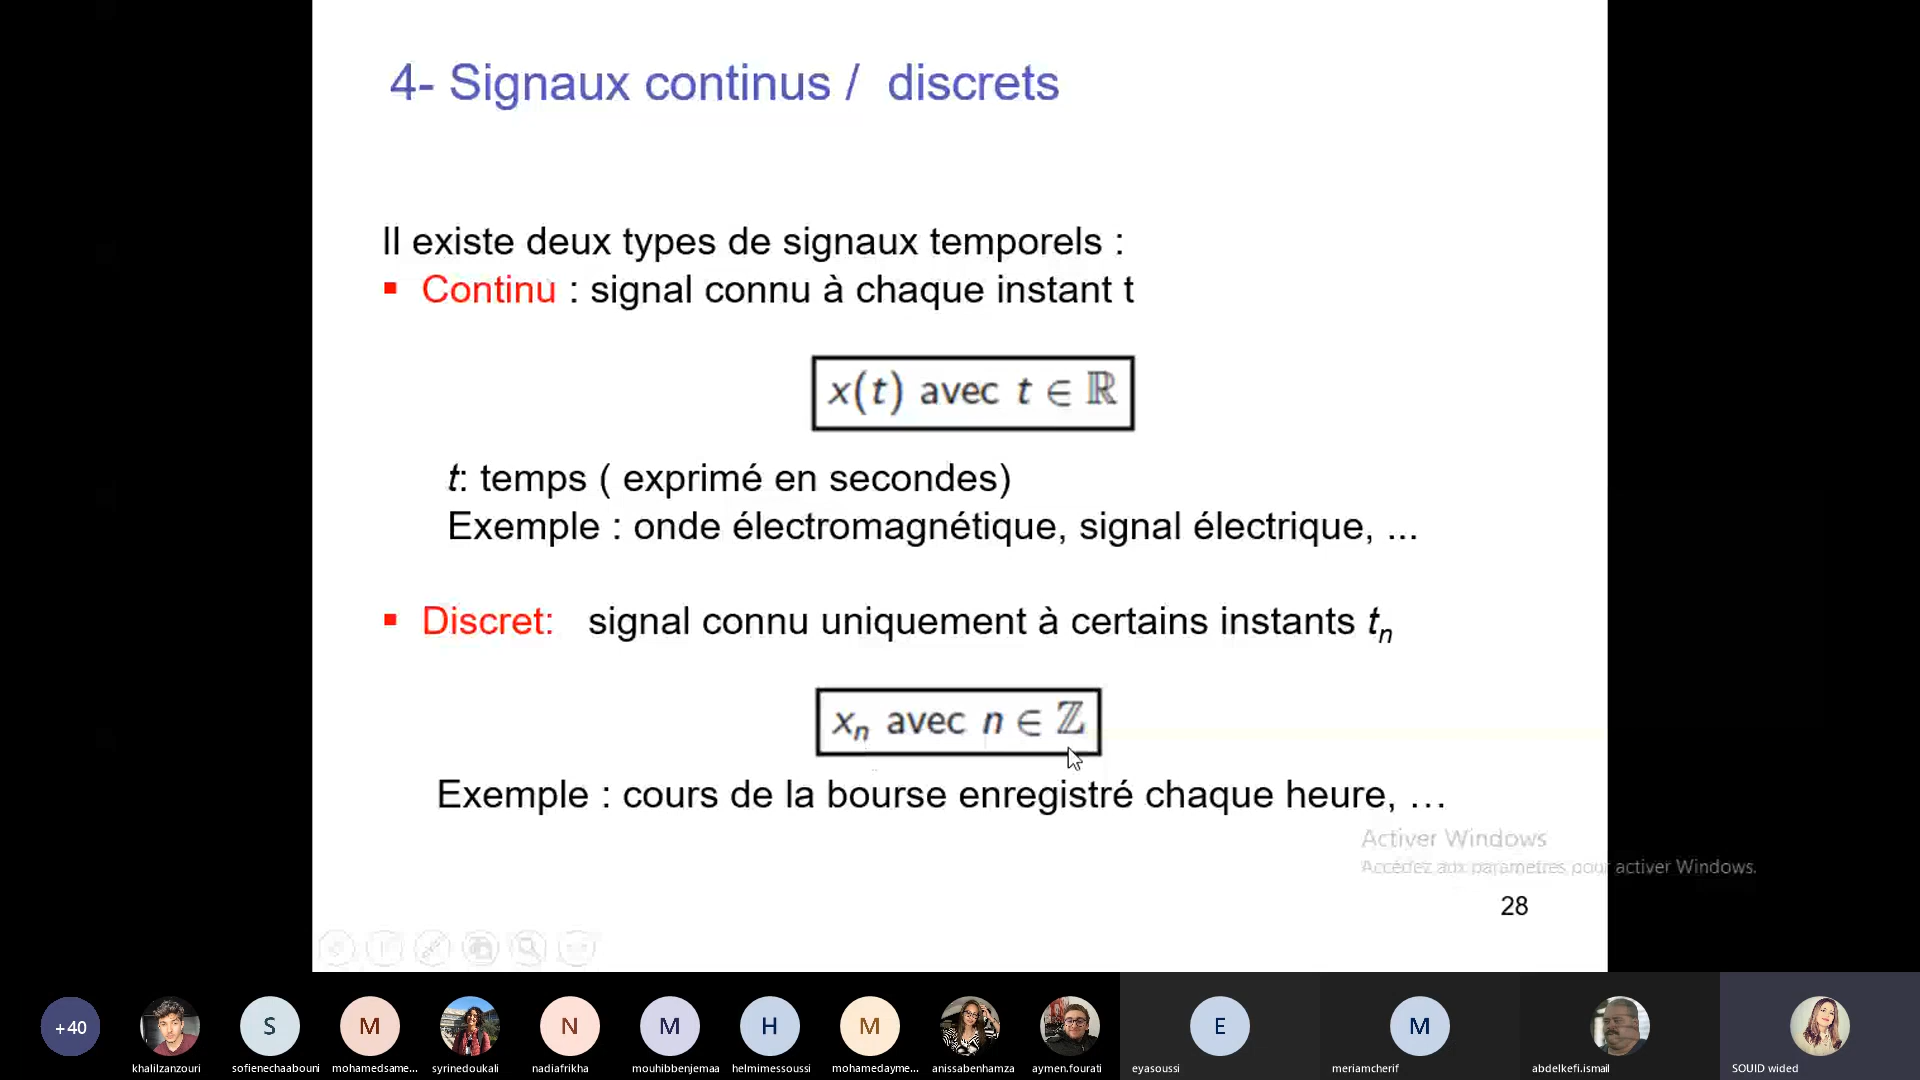 4- Signaux continus / discrets
Il existe deux types de signaux temporels :
Continu : signal connu à chaque instant t
x(t) avec t ∈ ℝ
t: temps ( exprimé en secondes)
Exemple : onde électromagnétique, signal électrique, ...
Discret: signal connu uniquement à certains instants tₙ
xₙ avec n ∈ ℤ
Exemple : cours de la bourse enregistré chaque heure, …
Activer Windows
Accédez aux paramètres pour activer Windows.
28
+40
S
M
N
M
H
M
E
M
khalilzanzouri
sofienechaabouni
mohamedsame...
syrinedoukali
nadiafrikha
mouhibbenjemaa
helmimessoussi
mohamedayme...
anissabenhamza
aymen.fourati
eyasoussi
meriamcherif
abdelkefi.ismail
SOUID wided